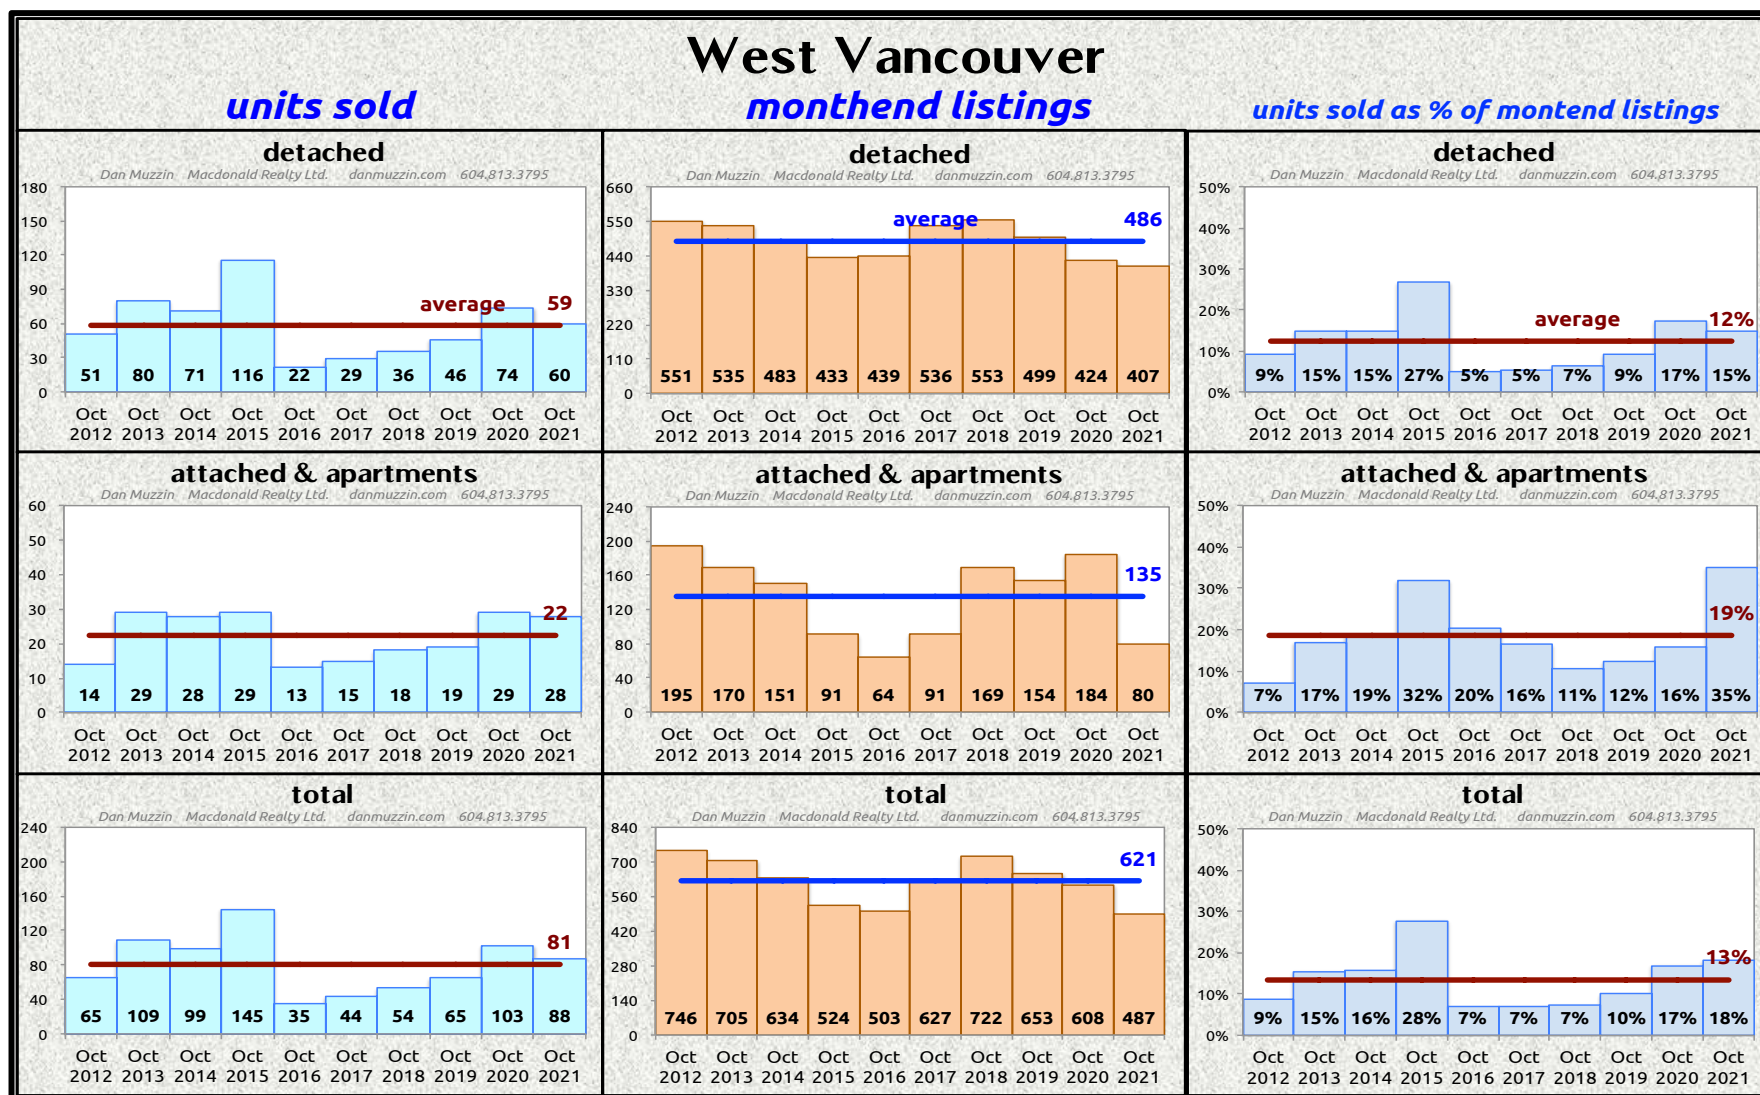 West Vancouver
units sold
monthend listings
units sold as % of montend listings
detached
Dan Muzzin Macdonald Realty Ltd. danmuzzin.com 604.813.3795
180
150
120
90
60
30
0
average 59
51 80 71 116 22 29 36 46 74 60
Oct Oct Oct Oct Oct Oct Oct Oct Oct Oct
2012 2013 2014 2015 2016 2017 2018 2019 2020 2021
detached
Dan Muzzin Macdonald Realty Ltd. danmuzzin.com 604.813.3795
660
550
440
330
220
110
0
average 486
551 535 483 433 439 536 553 499 424 407
Oct Oct Oct Oct Oct Oct Oct Oct Oct Oct
2012 2013 2014 2015 2016 2017 2018 2019 2020 2021
detached
Dan Muzzin Macdonald Realty Ltd. danmuzzin.com 604.813.3795
50%
40%
30%
20%
10%
0%
average 12%
9% 15% 15% 27% 5% 5% 7% 9% 17% 15%
Oct Oct Oct Oct Oct Oct Oct Oct Oct Oct
2012 2013 2014 2015 2016 2017 2018 2019 2020 2021
attached & apartments
Dan Muzzin Macdonald Realty Ltd. danmuzzin.com 604.813.3795
60
50
40
30
20
10
0
22
14 29 28 29 13 15 18 19 29 28
Oct Oct Oct Oct Oct Oct Oct Oct Oct Oct
2012 2013 2014 2015 2016 2017 2018 2019 2020 2021
attached & apartments
Dan Muzzin Macdonald Realty Ltd. danmuzzin.com 604.813.3795
240
200
160
120
80
40
0
135
195 170 151 91 64 91 169 154 184 80
Oct Oct Oct Oct Oct Oct Oct Oct Oct Oct
2012 2013 2014 2015 2016 2017 2018 2019 2020 2021
attached & apartments
Dan Muzzin Macdonald Realty Ltd. danmuzzin.com 604.813.3795
50%
40%
30%
20%
10%
0%
19%
7% 17% 19% 32% 20% 16% 11% 12% 16% 35%
Oct Oct Oct Oct Oct Oct Oct Oct Oct Oct
2012 2013 2014 2015 2016 2017 2018 2019 2020 2021
total
Dan Muzzin Macdonald Realty Ltd. danmuzzin.com 604.813.3795
240
200
160
120
80
40
0
81
65 109 99 145 35 44 54 65 103 88
Oct Oct Oct Oct Oct Oct Oct Oct Oct Oct
2012 2013 2014 2015 2016 2017 2018 2019 2020 2021
total
Dan Muzzin Macdonald Realty Ltd. danmuzzin.com 604.813.3795
840
700
560
420
280
140
0
621
746 705 634 524 503 627 722 653 608 487
Oct Oct Oct Oct Oct Oct Oct Oct Oct Oct
2012 2013 2014 2015 2016 2017 2018 2019 2020 2021
total
Dan Muzzin Macdonald Realty Ltd. danmuzzin.com 604.813.3795
50%
40%
30%
20%
10%
0%
13%
9% 15% 16% 28% 7% 7% 7% 10% 17% 18%
Oct Oct Oct Oct Oct Oct Oct Oct Oct Oct
2012 2013 2014 2015 2016 2017 2018 2019 2020 2021